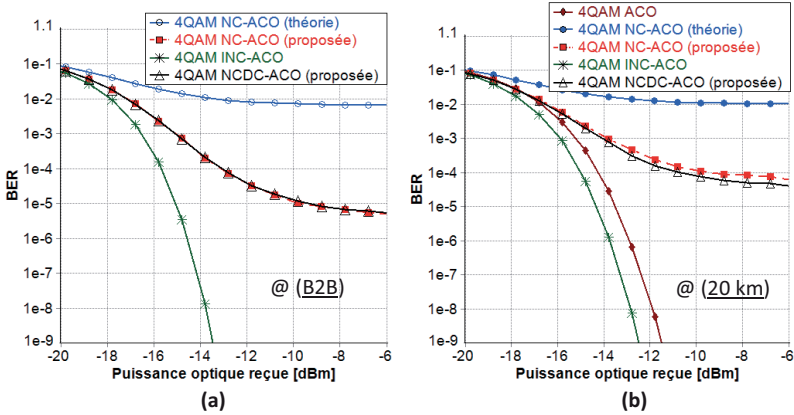 4QAM NC-ACO (théorie)
4QAM NC-ACO (proposée)
4QAM INC-ACO
4QAM NCDC-ACO (proposée)
1.1
1e-1
1e-2
1e-3
1e-4
1e-5
1e-6
1e-7
1e-8
1e-9
BER
@ (B2B)
-20
-18
-16
-14
-12
-10
-8
-6
Puissance optique reçue [dBm]
(a)
4QAM ACO
4QAM NC-ACO (théorie)
4QAM NC-ACO (proposée)
4QAM INC-ACO
4QAM NCDC-ACO (proposée)
1.1
1e-1
1e-2
1e-3
1e-4
1e-5
1e-6
1e-7
1e-8
1e-9
BER
@ (20 km)
-20
-18
-16
-14
-12
-10
-8
-6
Puissance optique reçue [dBm]
(b)